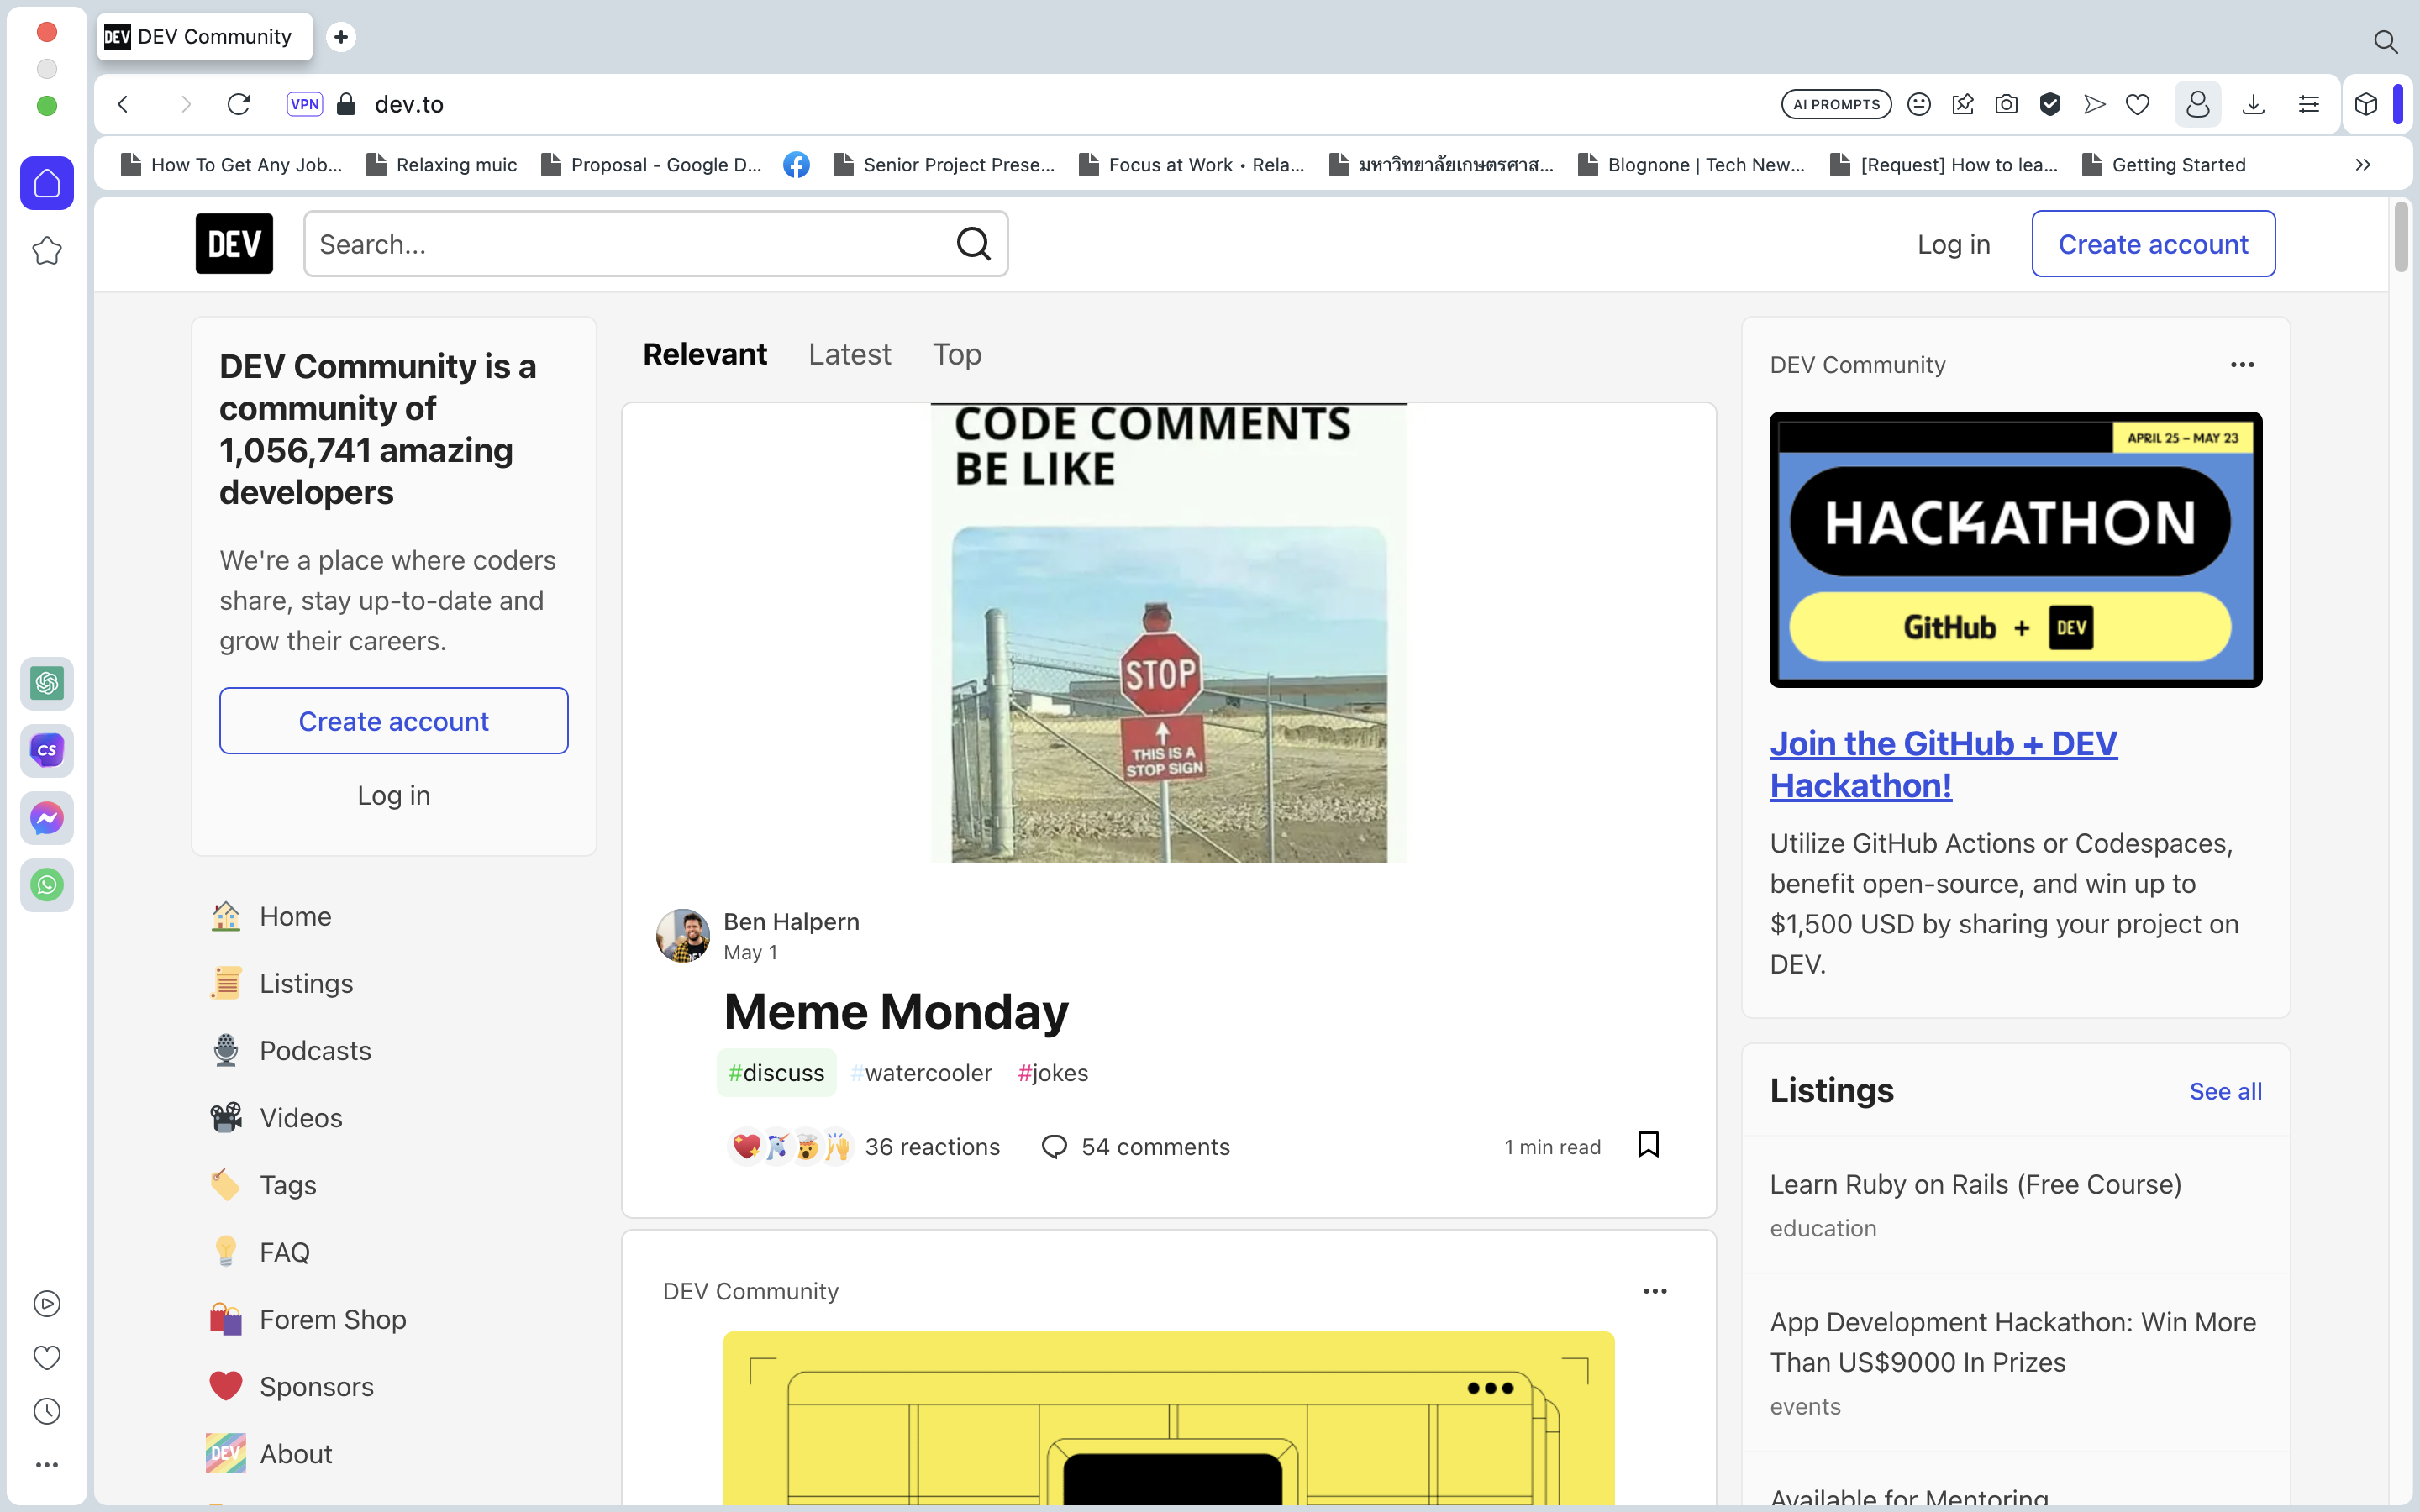 DEV DEV Community
VPN dev.to AI PROMPTS
How To Get Any Job... Relaxing muic Proposal - Google D... Senior Project Prese... Focus at Work • Rela... มหาวิทยาลัยเกษตรศาส... Blognone | Tech New... [Request] How to lea... Getting Started
DEV Search... Log in Create account
DEV Community is a
community of
1,056,741 amazing
developers
We're a place where coders
share, stay up-to-date and
grow their careers.
Create account
Log in
Home
Listings
Podcasts
Videos
Tags
FAQ
Forem Shop
Sponsors
DEV About
CS
Relevant Latest Top
CODE COMMENTS
BE LIKE
STOP
THIS IS A
STOP SIGN
Ben Halpern
May 1
Meme Monday
#discuss #watercooler #jokes
36 reactions 54 comments 1 min read
DEV Community
DEV Community
APRIL 25 – MAY 23
HACKATHON
GitHub + DEV
Join the GitHub + DEV
Hackathon!
Utilize GitHub Actions or Codespaces,
benefit open-source, and win up to
$1,500 USD by sharing your project on
DEV.
Listings See all
Learn Ruby on Rails (Free Course)
education
App Development Hackathon: Win More
Than US$9000 In Prizes
events
Available for Mentoring